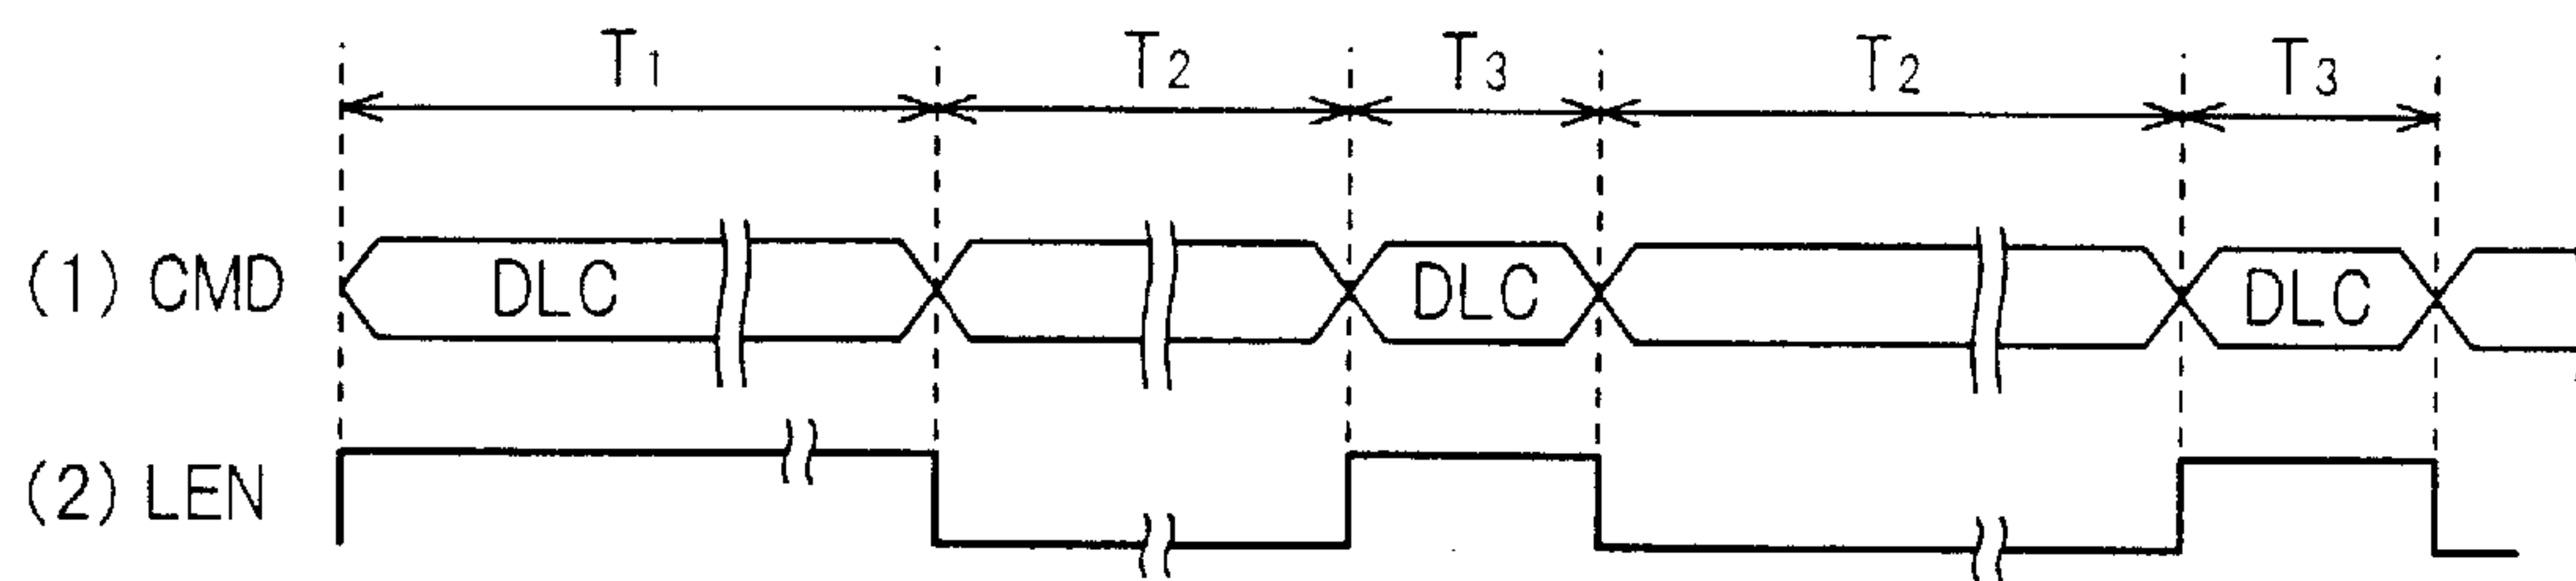 T1 T2 T3 T2 T3
(1) CMD DLC DLC DLC
(2) LEN